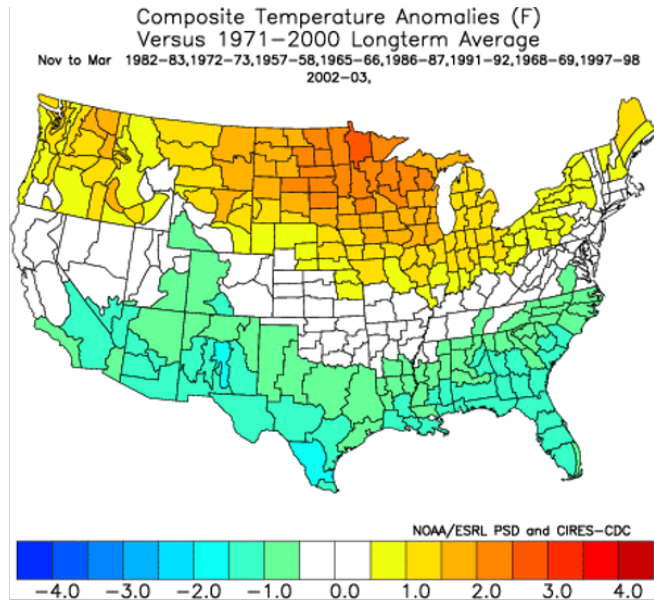 Composite Temperature Anomalies (F)
Versus 1971-2000 Longterm Average
Nov to Mar 1982-83,1972-73,1957-58,1965-66,1986-87,1991-92,1968-69,1997-98
2002-03,
NOAA/ESRL PSD and CIRES-CDC
-4.0 -3.0 -2.0 -1.0 0.0 1.0 2.0 3.0 4.0